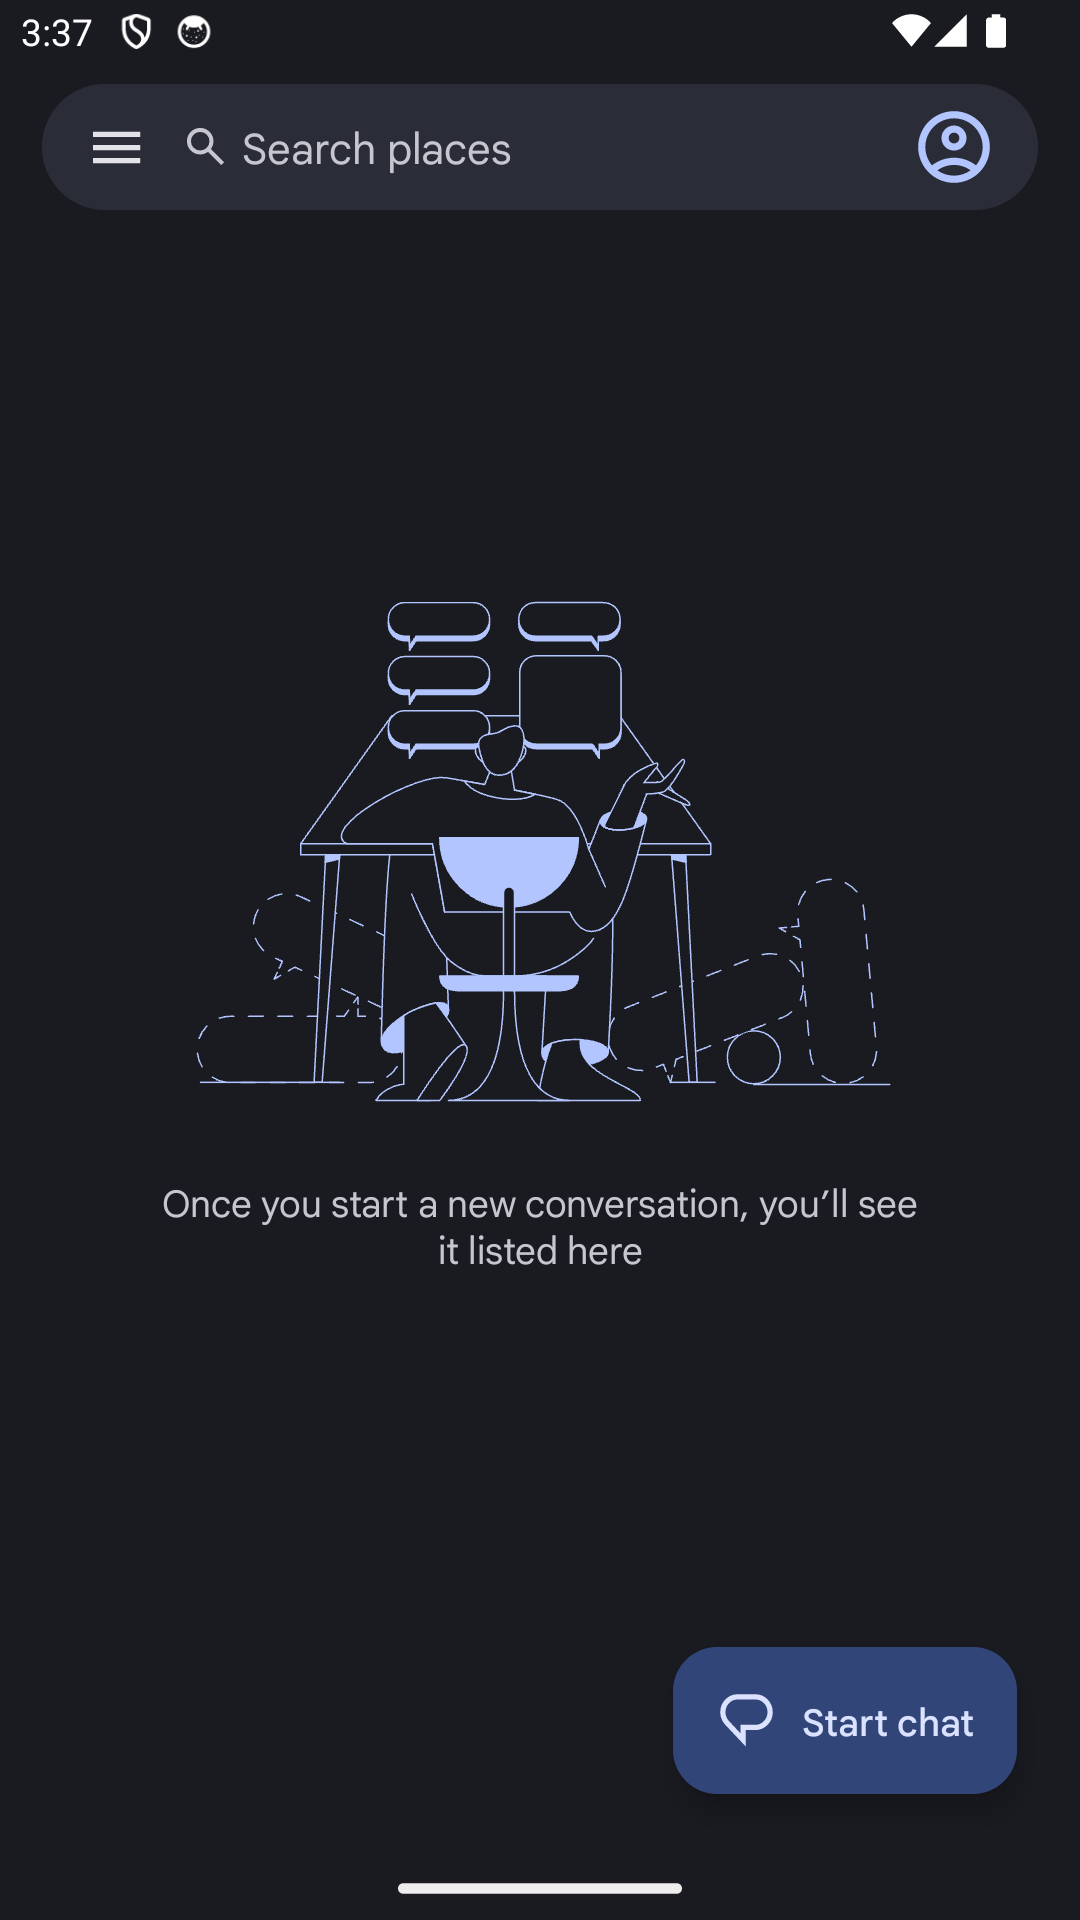 3:37
Search places
Once you start a new conversation, you’ll see
it listed here
Start chat